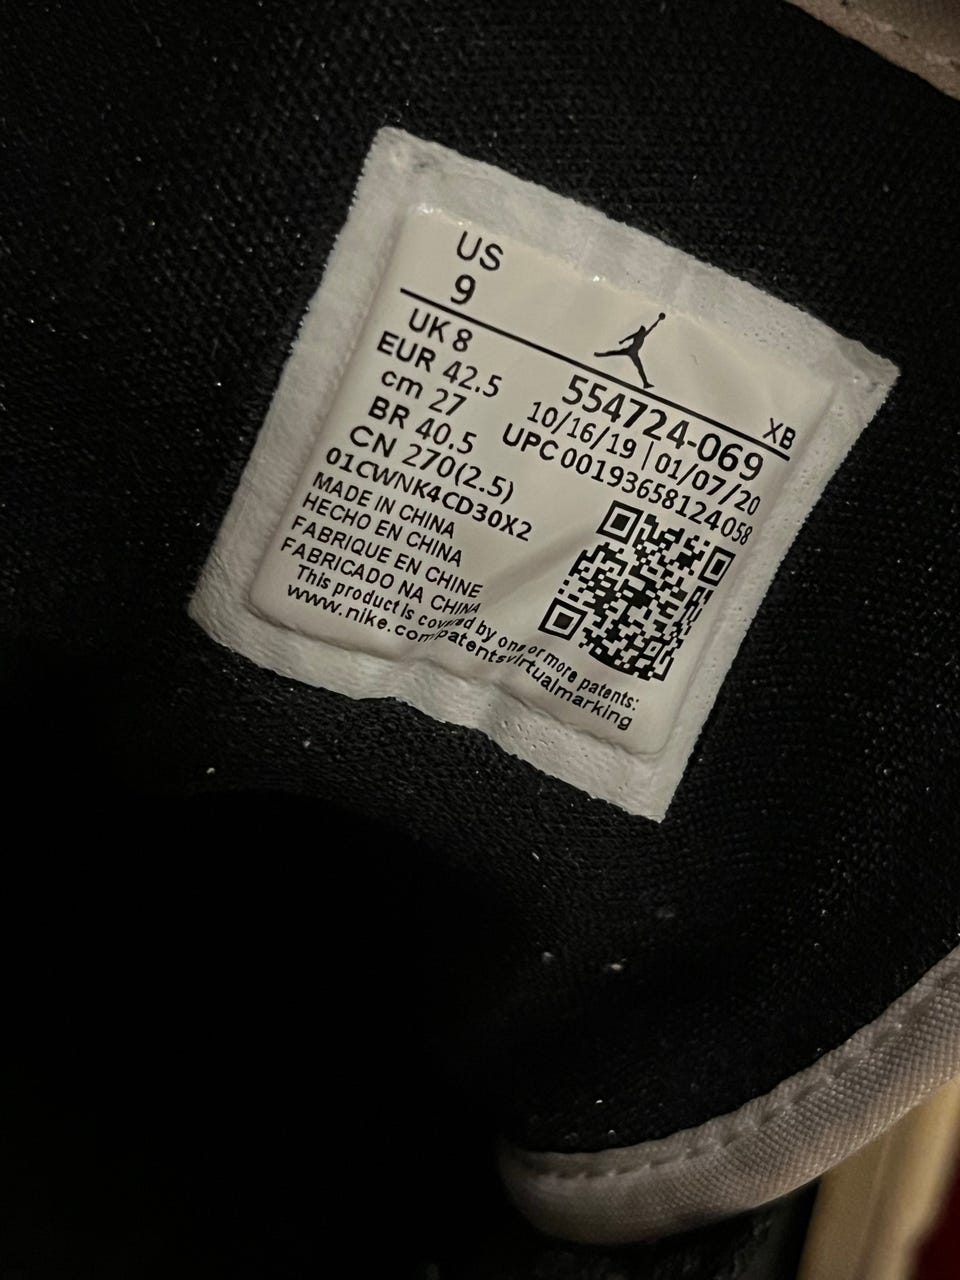 US
9
XB
UK 8
EUR 42.5
cm 27
BR 40.5
CN 270(2.5)
01CWNK4CD30X2
554724-069
10/16/19 | 01/07/20
UPC 00193658124058
MADE IN CHINA
HECHO EN CHINA
FABRIQUE EN CHINE
FABRICADO NA CHINA
This product is covered by one or more patents:
www.nike.com/patentsvirtualmarking